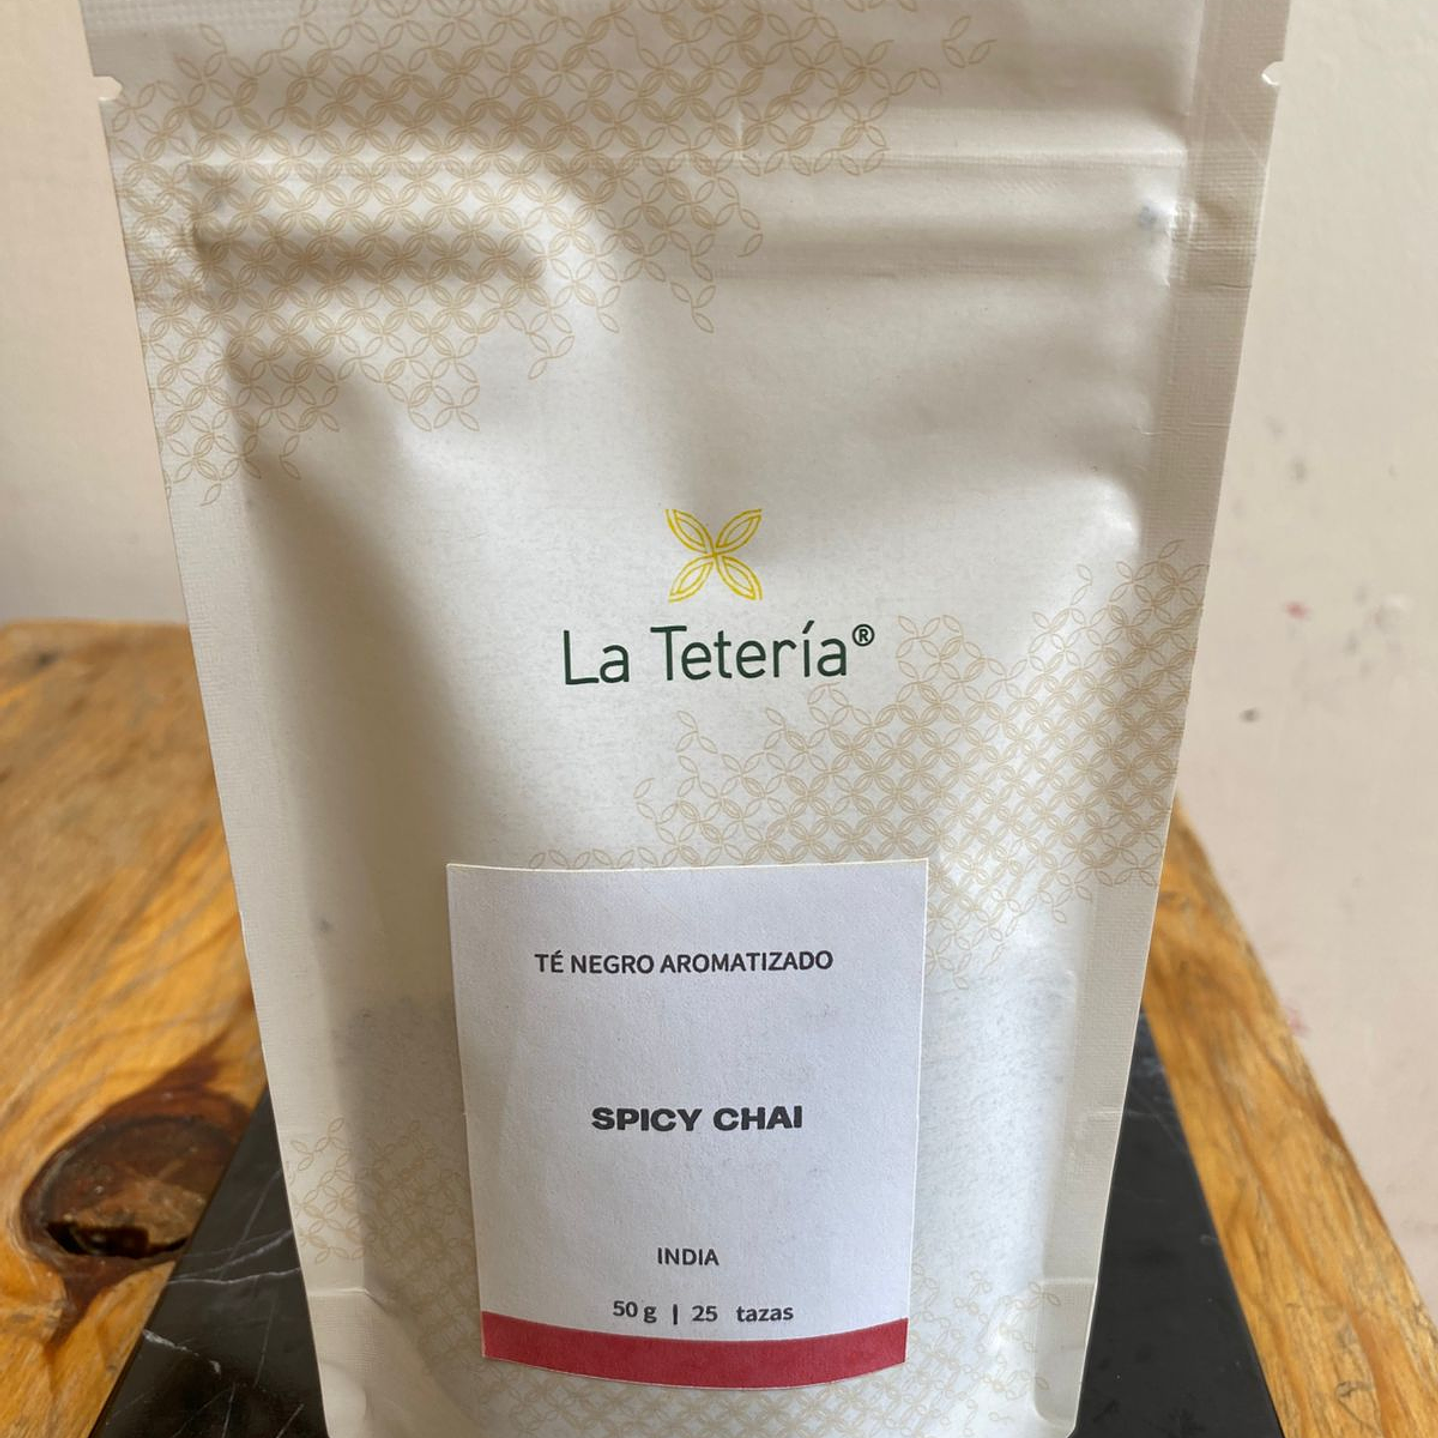 La Tetería®
TÉ NEGRO AROMATIZADO
SPICY CHAI
INDIA
50 g | 25 tazas